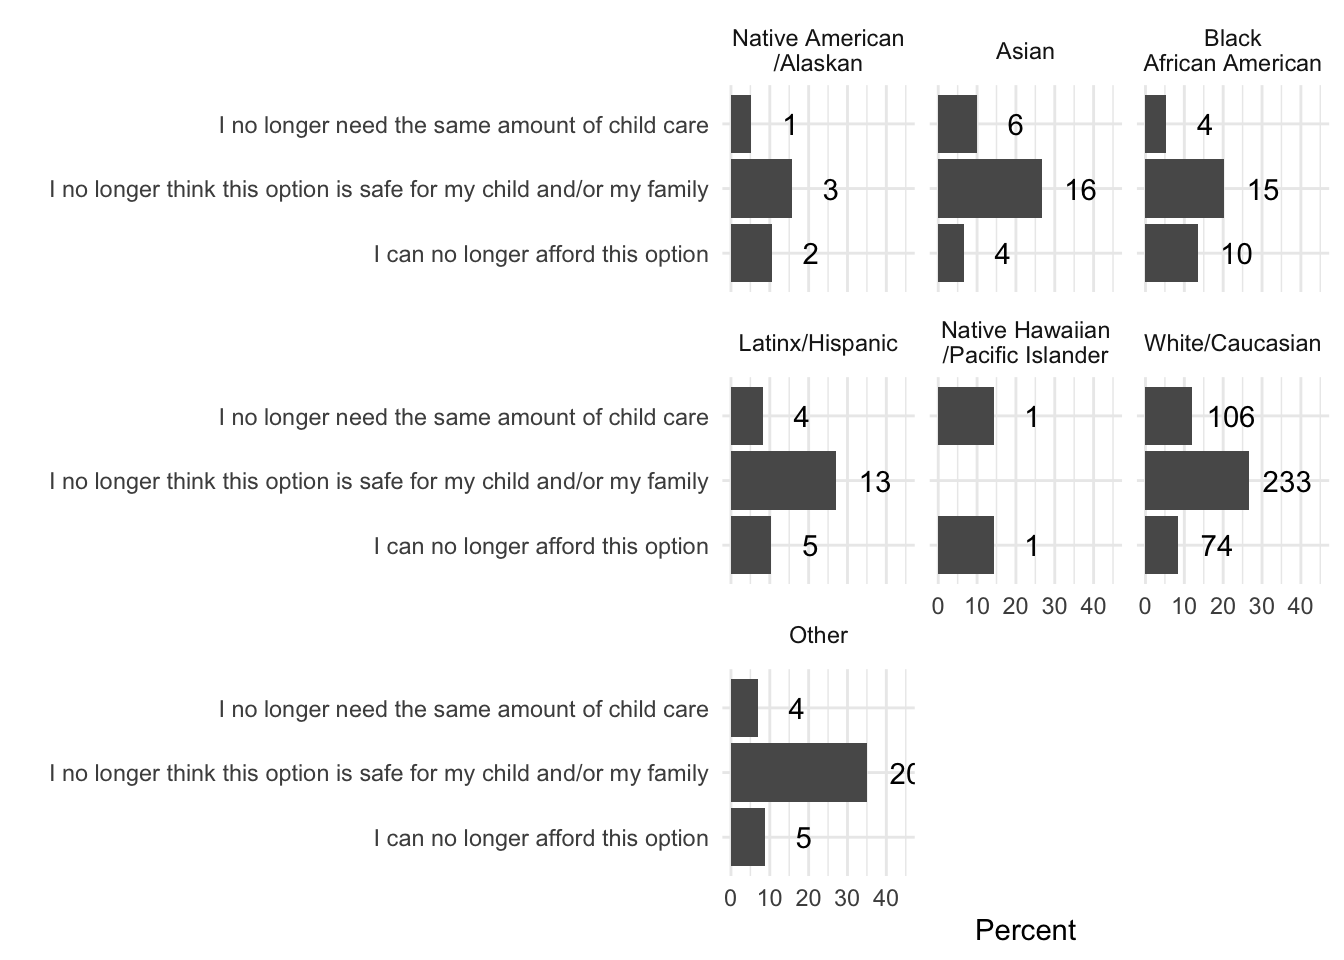 Native American
/Alaskan
Asian
Black
African American
I no longer need the same amount of child care
1
6
4
I no longer think this option is safe for my child and/or my family
3
16
15
I can no longer afford this option
2
4
10
Latinx/Hispanic
Native Hawaiian
/Pacific Islander
White/Caucasian
I no longer need the same amount of child care
4
1
106
I no longer think this option is safe for my child and/or my family
13
233
I can no longer afford this option
5
1
74
0 10 20 30 40
0 10 20 30 40
Other
I no longer need the same amount of child care
4
I no longer think this option is safe for my child and/or my family
20
I can no longer afford this option
5
0 10 20 30 40
Percent